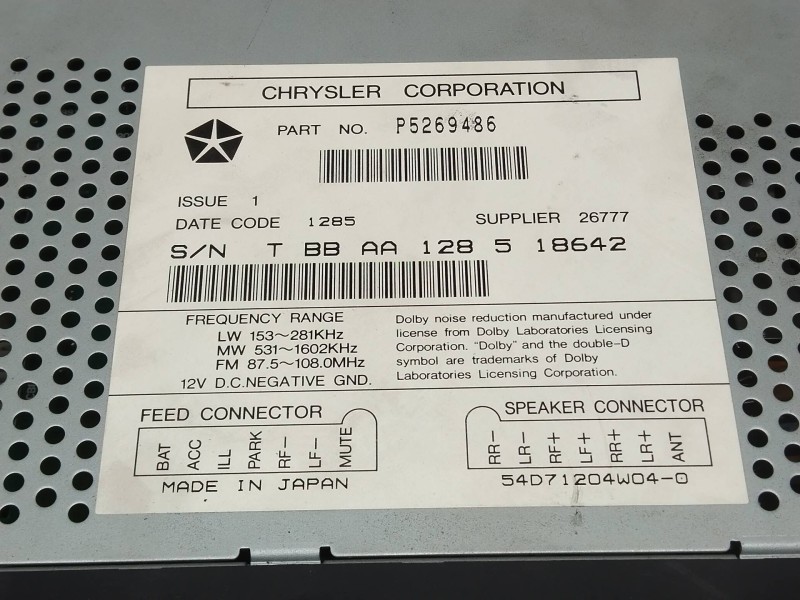 CHRYSLER CORPORATION
PART NO. P5269486
ISSUE 1
DATE CODE 1285 SUPPLIER 26777
S/N T BB AA 128 5 18642
FREQUENCY RANGE
LW 153~281KHz
MW 531~1602KHz
FM 87.5~108.0MHz
12V D.C.NEGATIVE GND.
Dolby noise reduction manufactured under
license from Dolby Laboratories Licensing
Corporation. "Dolby" and the double-D
symbol are trademarks of Dolby
Laboratories Licensing Corporation.
FEED CONNECTOR
BAT
ACC
ILL
PARK
RF-
LF-
MUTE
MADE IN JAPAN
SPEAKER CONNECTOR
RR-
LR-
RF+
LF+
RR+
LR+
ANT
54D71204W04-0